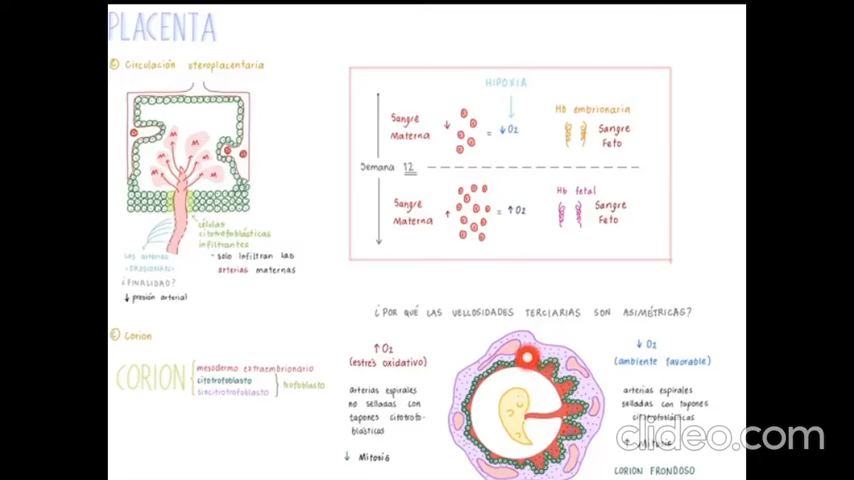 PLACENTA
Circulación uteroplacentaria
células
citotrofoblásticas
infiltrantes
- solo infiltran las
arterias maternas
Las arterias
"EROSIONAN"
¿FINALIDAD?
↓ presión arterial
Corion
CORION
mesodermo extraembrionario
citotrofoblasto
sincitiotrofoblasto
trofoblasto
HIPOXIA
Sangre
Materna
↓
= ↓ O2
Hb embrionaria
Sangre
Feto
Semana 12
Sangre
Materna
↑
= ↑ O2
Hb fetal
Sangre
Feto
¿POR QUÉ LAS VELLOSIDADES TERCIARIAS SON ASIMÉTRICAS?
↑ O2
(estrés oxidativo)
arterias espirales
no selladas con
tapones citotrofo-
blásticas
↓ Mitosis
↓ O2
(ambiente favorable)
arterias espirales
selladas con tapones
citotrofoblásticas
↑ Mitosis
CORION FRONDOSO
clideo.com